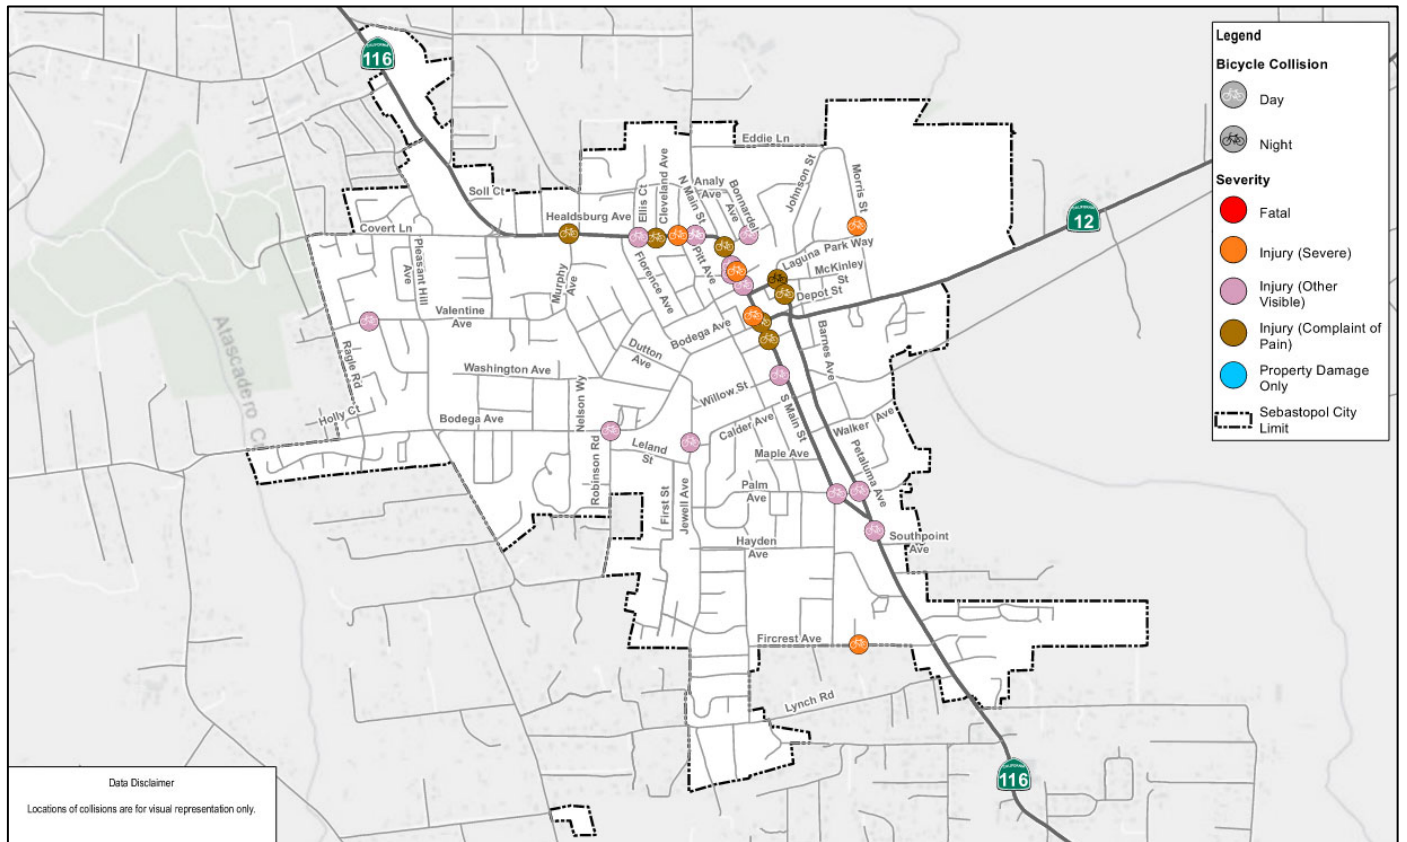 CALIFORNIA
116
Legend
Bicycle Collision
Day
Night
Severity
Fatal
Injury (Severe)
Injury (Other
Visible)
Injury (Complaint of
Pain)
Property Damage
Only
Sebastopol City
Limit
Eddie Ln
Soll Ct
Analy
Ave
Bonnardel
Ave
Johnson St
Morris St
CALIFORNIA
12
Healdsburg Ave
Ellis Ct
Cleveland Ave
N Main St
Covert Ln
Pleasant Hill
Ave
Murphy
Ave
Florence Ave
Pitt Ave
Laguna Park Way
McKinley
St
Depot St
Valentine
Ave
Bodega Ave
Barnes Ave
Ragle Rd
Atascadero C
Dutton
Ave
Washington Ave
Nelson Wy
Willow St
Holly Ct
Bodega Ave
Calder Ave
S Main St
Walker Ave
Leland
St
Maple Ave
Robinson Rd
Petaluma Ave
First St
Jewell Ave
Palm
Ave
Hayden
Ave
Southpoint
Ave
Fircrest Ave
Lynch Rd
CALIFORNIA
116
Data Disclaimer
Locations of collisions are for visual representation only.